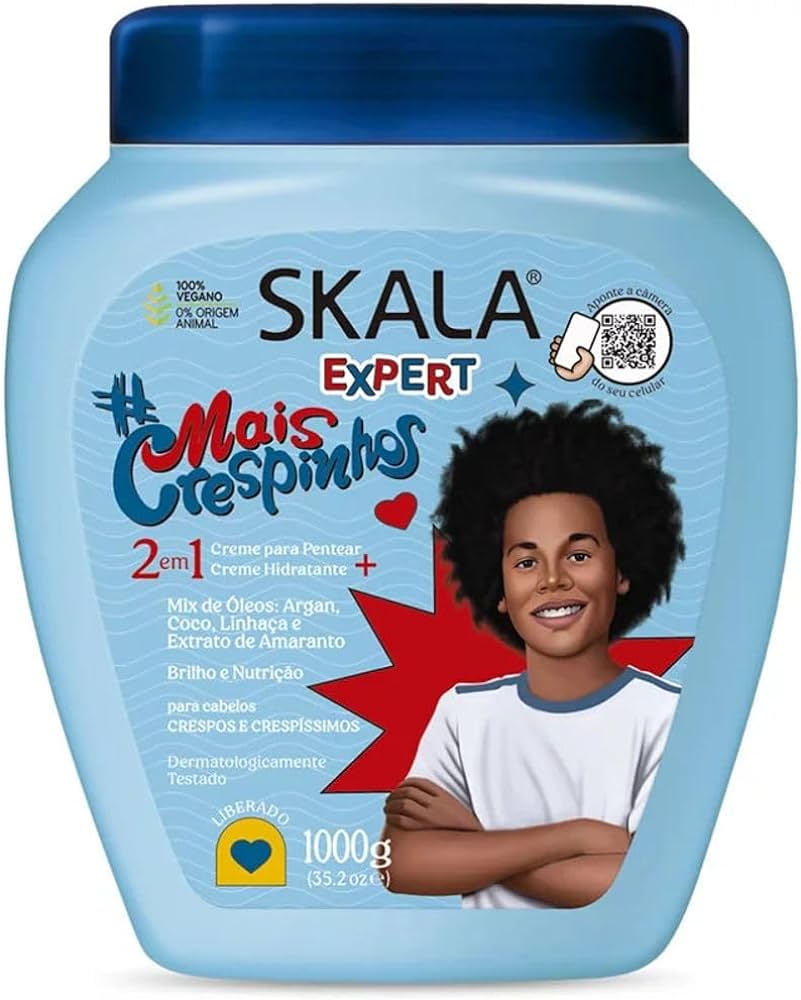 100%
VEGANO
0% ORIGEM
ANIMAL
SKALA®
EXPERT
Aponte a câmera
do seu celular
#Mais
Crespinhos
2em1 Creme para Pentear
Creme Hidratante +
Mix de Óleos: Argan,
Coco, Linhaça e
Extrato de Amaranto
Brilho e Nutrição
para cabelos
CRESPOS E CRESPÍSSIMOS
Dermatologicamente
Testado
LIBERADO
1000g
(35.2 oz e)